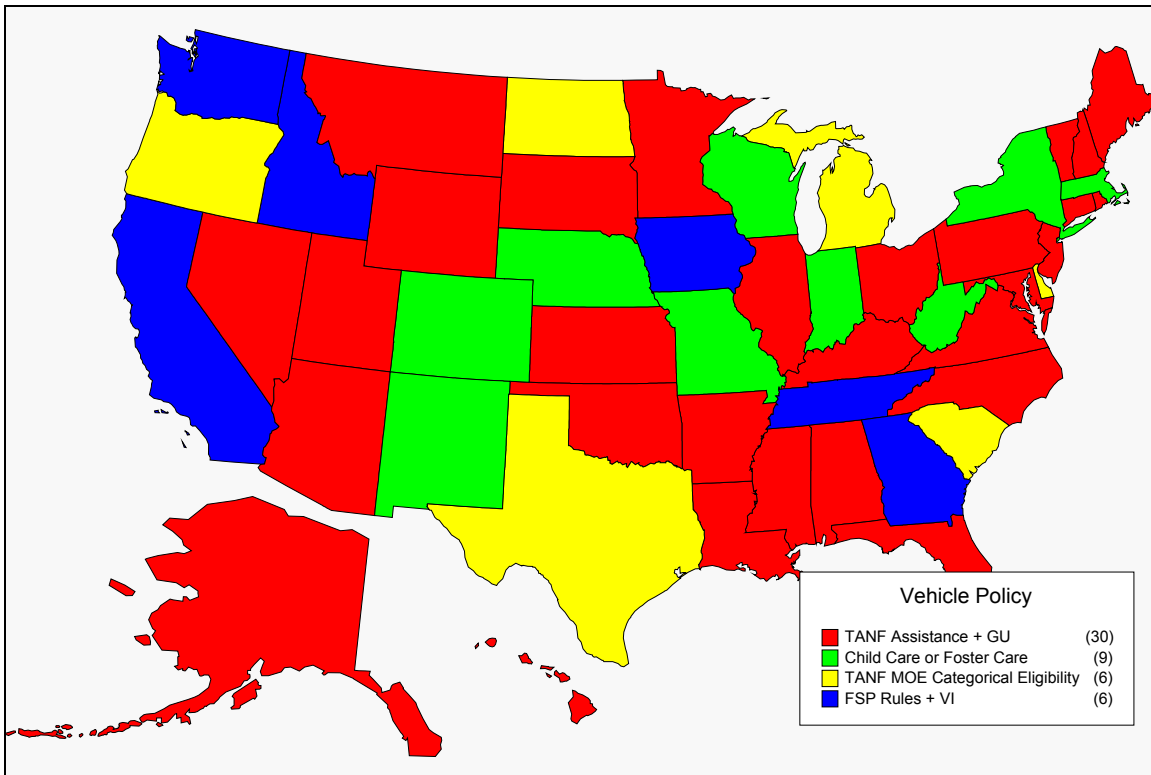 Vehicle Policy
TANF Assistance + GU (30)
Child Care or Foster Care (9)
TANF MOE Categorical Eligibility (6)
FSP Rules + VI (6)